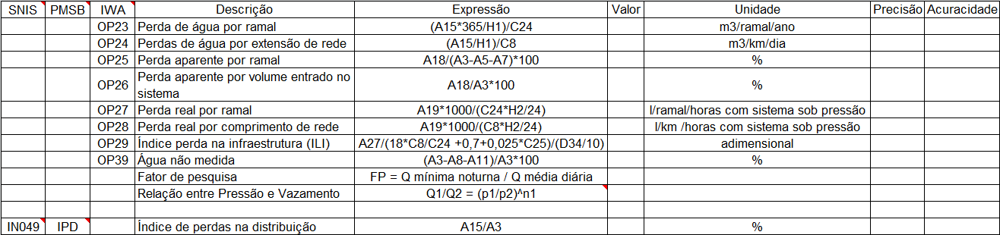 SNIS PMSB IWA Descrição Expressão Valor Unidade Precisão Acuracidade
OP23 Perda de água por ramal (A15*365/H1)/C24 m3/ramal/ano
OP24 Perdas de água por extensão de rede (A15/H1)/C8 m3/km/dia
OP25 Perda aparente por ramal A18/(A3-A5-A7)*100 %
OP26 Perda aparente por volume entrado no sistema A18/A3*100 %
OP27 Perda real por ramal A19*1000/(C24*H2/24) l/ramal/horas com sistema sob pressão
OP28 Perda real por comprimento de rede A19*1000/(C8*H2/24) l/km /horas com sistema sob pressão
OP29 Índice perda na infraestrutura (ILI) A27/(18*C8/C24 +0,7+0,025*C25)/(D34/10) adimensional
OP39 Água não medida (A3-A8-A11)/A3*100 %
Fator de pesquisa FP = Q mínima noturna / Q média diária
Relação entre Pressão e Vazamento Q1/Q2 = (p1/p2)^n1
IN049 IPD Índice de perdas na distribuição A15/A3 %